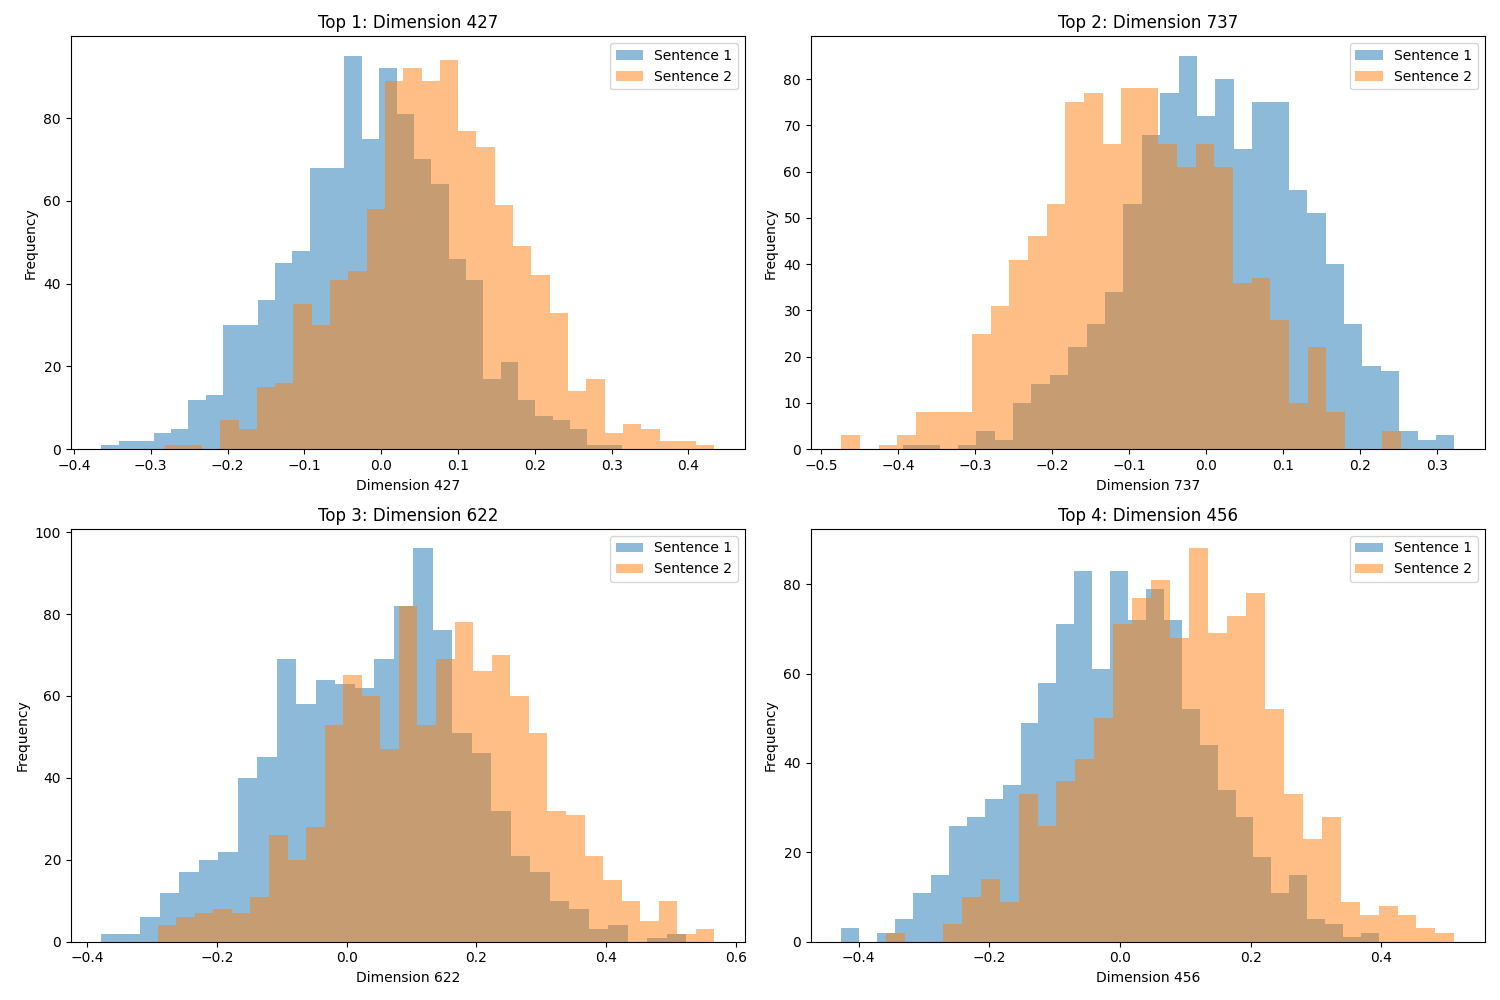 Top 1: Dimension 427
Sentence 1
Sentence 2
Frequency
80
60
40
20
0
−0.4 −0.3 −0.2 −0.1 0.0 0.1 0.2 0.3 0.4
Dimension 427
Top 2: Dimension 737
Sentence 1
Sentence 2
Frequency
80
70
60
50
40
30
20
10
0
−0.5 −0.4 −0.3 −0.2 −0.1 0.0 0.1 0.2 0.3
Dimension 737
Top 3: Dimension 622
Sentence 1
Sentence 2
Frequency
100
80
60
40
20
0
−0.4 −0.2 0.0 0.2 0.4 0.6
Dimension 622
Top 4: Dimension 456
Sentence 1
Sentence 2
Frequency
80
60
40
20
0
−0.4 −0.2 0.0 0.2 0.4
Dimension 456